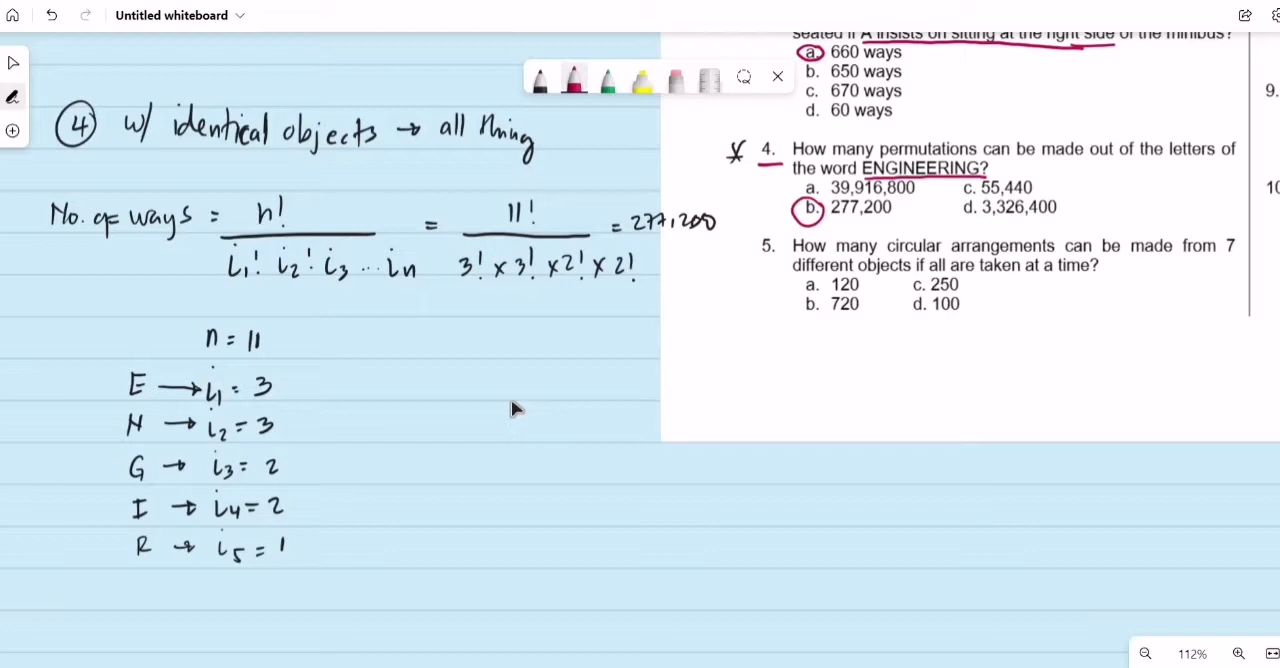 Untitled whiteboard
④ w/ identical objects → all thing
No. of ways = n! / i₁! i₂! i₃ ... in = 11! / 3! x 3! x 2! x 2! = 277,200
n = 11
E → i₁ = 3
N → i₂ = 3
G → i₃ = 2
I → i₄ = 2
R → i₅ = 1
seated if A insists on sitting at the right side of the minibus?
a. 660 ways
b. 650 ways
c. 670 ways
d. 60 ways
4. How many permutations can be made out of the letters of
the word ENGINEERING?
a. 39,916,800 c. 55,440
b. 277,200 d. 3,326,400
5. How many circular arrangements can be made from 7
different objects if all are taken at a time?
a. 120 c. 250
b. 720 d. 100
9.
10
112%